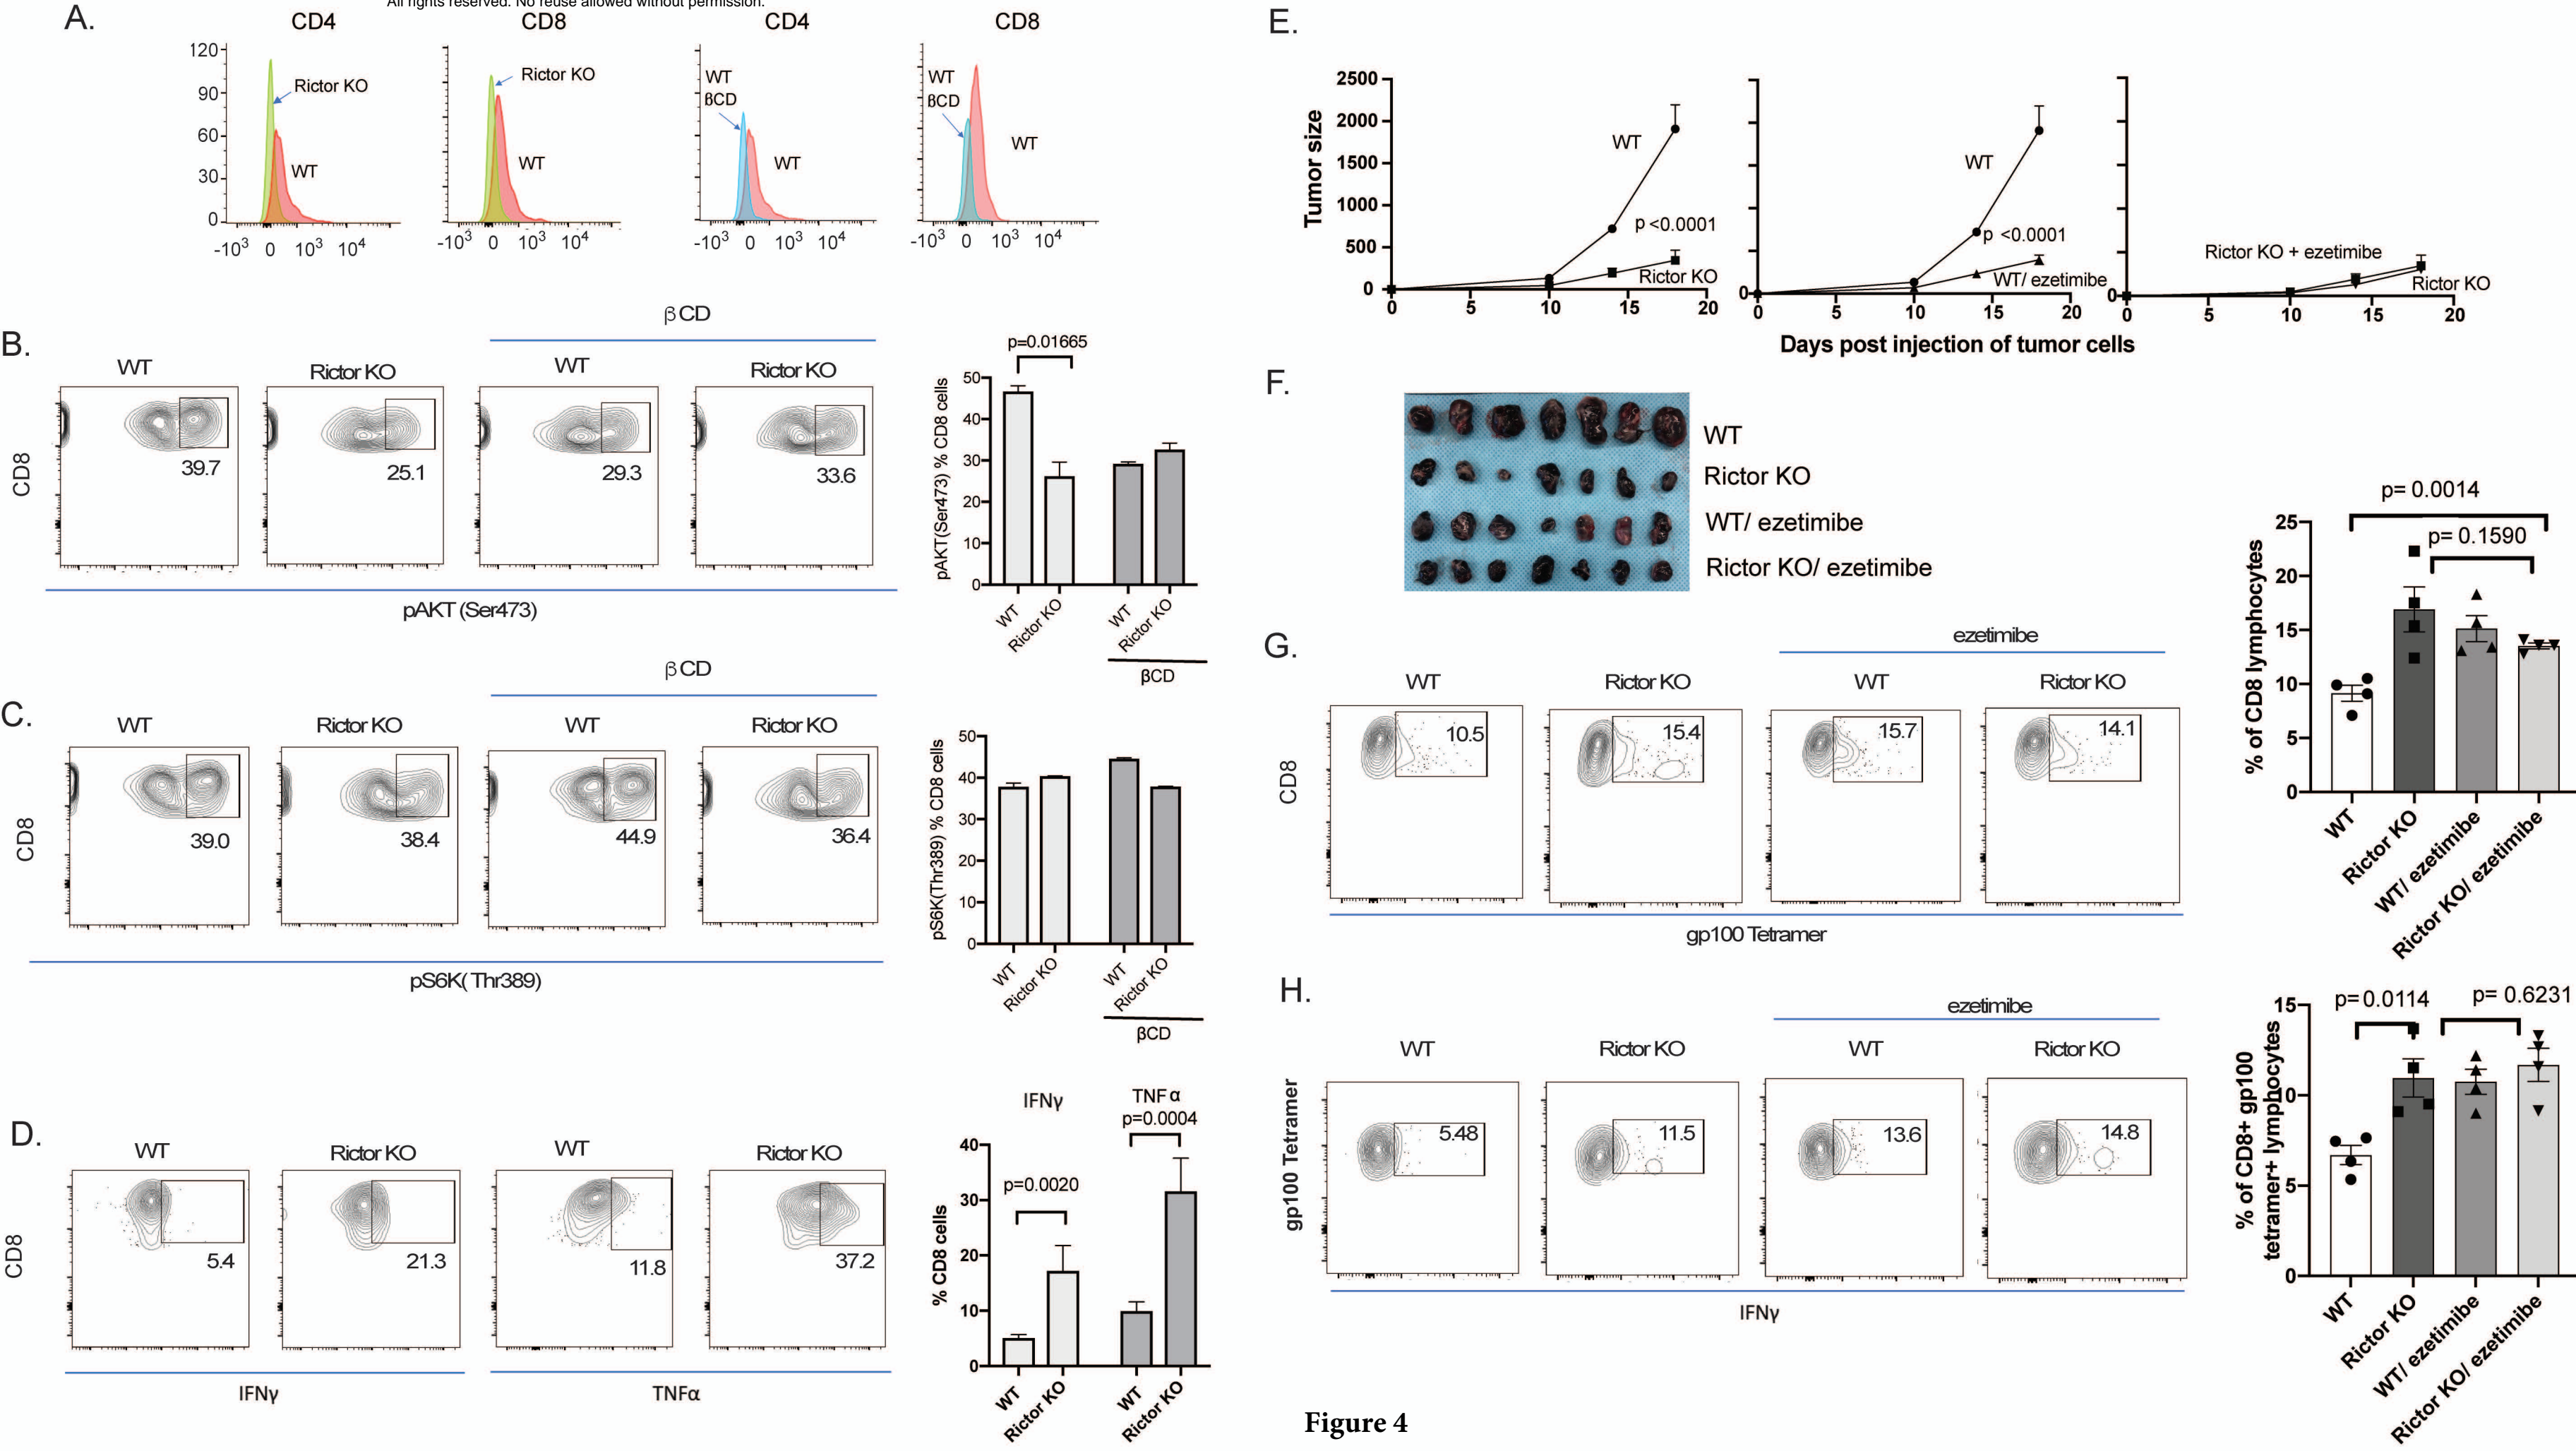 All rights reserved. No reuse allowed without permission.
A.
CD4 CD8 CD4 CD8
120
90
60
30
0
Rictor KO
WT
-10³ 0 10³ 10⁴
Rictor KO
WT
-10³ 0 10³ 10⁴
WT
βCD
WT
-10³ 0 10³ 10⁴
WT
βCD
WT
-10³ 0 10³ 10⁴
B.
βCD
WT Rictor KO WT Rictor KO
CD8
39.7 25.1 29.3 33.6
pAKT (Ser473)
p=0.01665
pAKT(Ser473) % CD8 cells
50
40
30
20
10
0
WT Rictor KO WT Rictor KO
βCD
C.
βCD
WT Rictor KO WT Rictor KO
CD8
39.0 38.4 44.9 36.4
pS6K( Thr389)
pS6K(Thr389) % CD8 cells
50
40
30
20
10
0
WT Rictor KO WT Rictor KO
βCD
D.
WT Rictor KO WT Rictor KO
CD8
5.4 21.3 11.8 37.2
IFNγ TNFα
IFNγ TNF α
p=0.0004
p=0.0020
% CD8 cells
40
30
20
10
0
WT Rictor KO WT Rictor KO
E.
Tumor size
2500
2000
1500
1000
500
0
WT
p <0.0001
Rictor KO
0 5 10 15 20
WT
p <0.0001
WT/ ezetimibe
0
0 5 10 15 20
Rictor KO + ezetimibe
Rictor KO
0
0 5 10 15 20
Days post injection of tumor cells
F.
WT
Rictor KO
WT/ ezetimibe
Rictor KO/ ezetimibe
G.
ezetimibe
WT Rictor KO WT Rictor KO
CD8
10.5 15.4 15.7 14.1
gp100 Tetramer
p= 0.0014
p= 0.1590
% of CD8 lymphocytes
25
20
15
10
5
0
WT Rictor KO WT/ ezetimibe Rictor KO/ ezetimibe
H.
ezetimibe
WT Rictor KO WT Rictor KO
gp100 Tetramer
5.48 11.5 13.6 14.8
IFNγ
p= 0.0114 p= 0.6231
% of CD8+ gp100
tetramer+ lymphocytes
15
10
5
0
WT Rictor KO WT/ ezetimibe Rictor KO/ ezetimibe
Figure 4